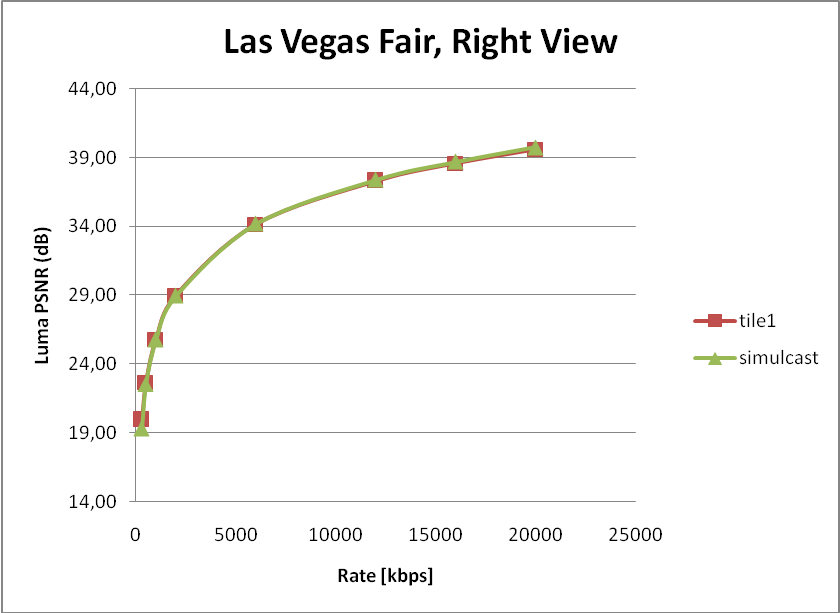 Las Vegas Fair, Right View
44,00
39,00
34,00
29,00
24,00
19,00
14,00
Luma PSNR (dB)
0 5000 10000 15000 20000 25000
Rate [kbps]
tile1
simulcast